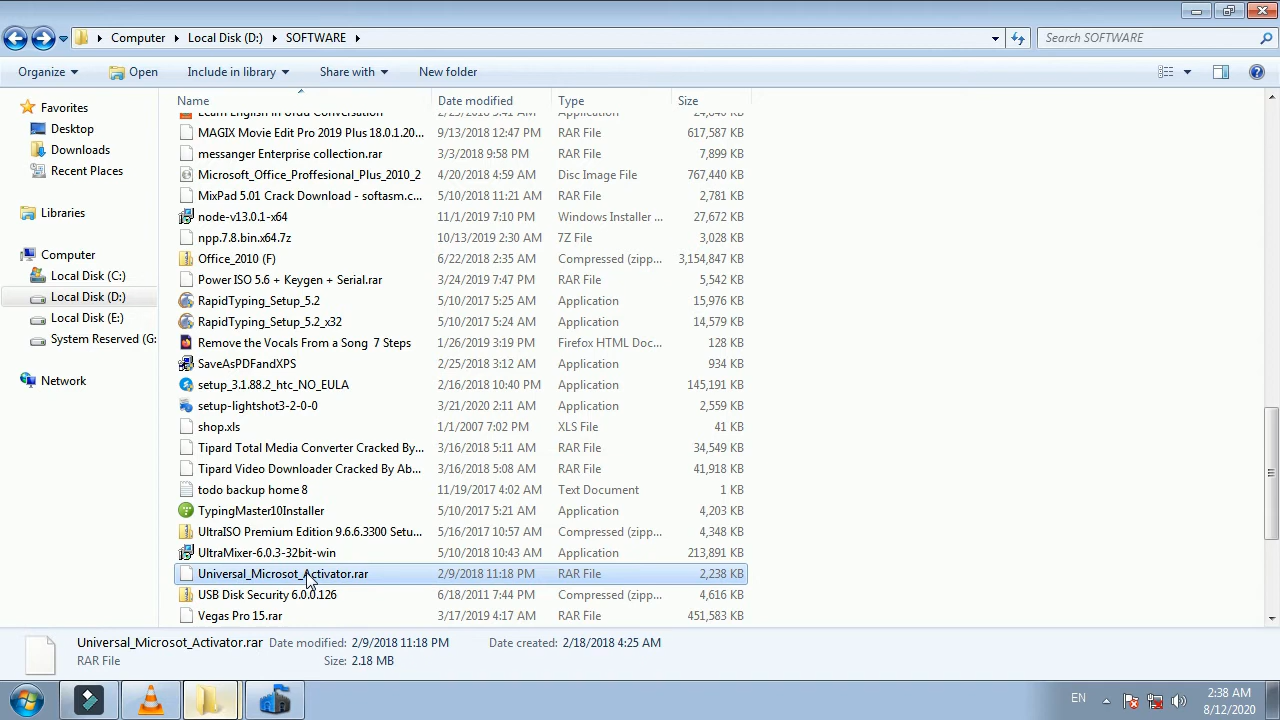 Computer Local Disk (D:) SOFTWARE Search SOFTWARE
Organize Open Include in library Share with New folder
Name Date modified Type Size
Favorites
Desktop
Downloads
Recent Places
Libraries
Computer
Local Disk (C:)
Local Disk (D:)
Local Disk (E:)
System Reserved (G:
Network
Learn English in Urdu Conversation 2/25/2018 3:41 AM Application
MAGIX Movie Edit Pro 2019 Plus 18.0.1.20... 9/13/2018 12:47 PM RAR File 617,587 KB
messanger Enterprise collection.rar 3/3/2018 9:58 PM RAR File 7,899 KB
Microsoft_Office_Proffesional_Plus_2010_2 4/20/2018 4:59 AM Disc Image File 767,440 KB
MixPad 5.01 Crack Download - softasm.c... 5/10/2018 11:21 AM RAR File 2,781 KB
node-v13.0.1-x64 11/1/2019 7:10 PM Windows Installer ... 27,672 KB
npp.7.8.bin.x64.7z 10/13/2019 2:30 AM 7Z File 3,028 KB
Office_2010 (F) 6/22/2018 2:35 AM Compressed (zipp... 3,154,847 KB
Power ISO 5.6 + Keygen + Serial.rar 3/24/2019 7:47 PM RAR File 5,542 KB
RapidTyping_Setup_5.2 5/10/2017 5:25 AM Application 15,976 KB
RapidTyping_Setup_5.2_x32 5/10/2017 5:24 AM Application 14,579 KB
Remove the Vocals From a Song 7 Steps 1/26/2019 3:19 PM Firefox HTML Doc... 128 KB
SaveAsPDFandXPS 2/25/2018 3:12 AM Application 934 KB
setup_3.1.88.2_htc_NO_EULA 2/16/2018 10:40 PM Application 145,191 KB
setup-lightshot3-2-0-0 3/21/2020 2:11 AM Application 2,559 KB
shop.xls 1/1/2007 7:02 PM XLS File 41 KB
Tipard Total Media Converter Cracked By... 3/16/2018 5:11 AM RAR File 34,549 KB
Tipard Video Downloader Cracked By Ab... 3/16/2018 5:08 AM RAR File 41,918 KB
todo backup home 8 11/19/2017 4:02 AM Text Document 1 KB
TypingMaster10Installer 5/10/2017 5:21 AM Application 4,203 KB
UltraISO Premium Edition 9.6.6.3300 Setu... 5/16/2017 10:57 AM Compressed (zipp... 4,348 KB
UltraMixer-6.0.3-32bit-win 5/10/2018 10:43 AM Application 213,891 KB
Universal_Microsot_Activator.rar 2/9/2018 11:18 PM RAR File 2,238 KB
USB Disk Security 6.0.0.126 6/18/2011 7:44 PM Compressed (zipp... 4,616 KB
Vegas Pro 15.rar 3/17/2019 4:17 AM RAR File 451,583 KB
Universal_Microsot_Activator.rar Date modified: 2/9/2018 11:18 PM Date created: 2/18/2018 4:25 AM
RAR File Size: 2.18 MB
EN 2:38 AM
8/12/2020